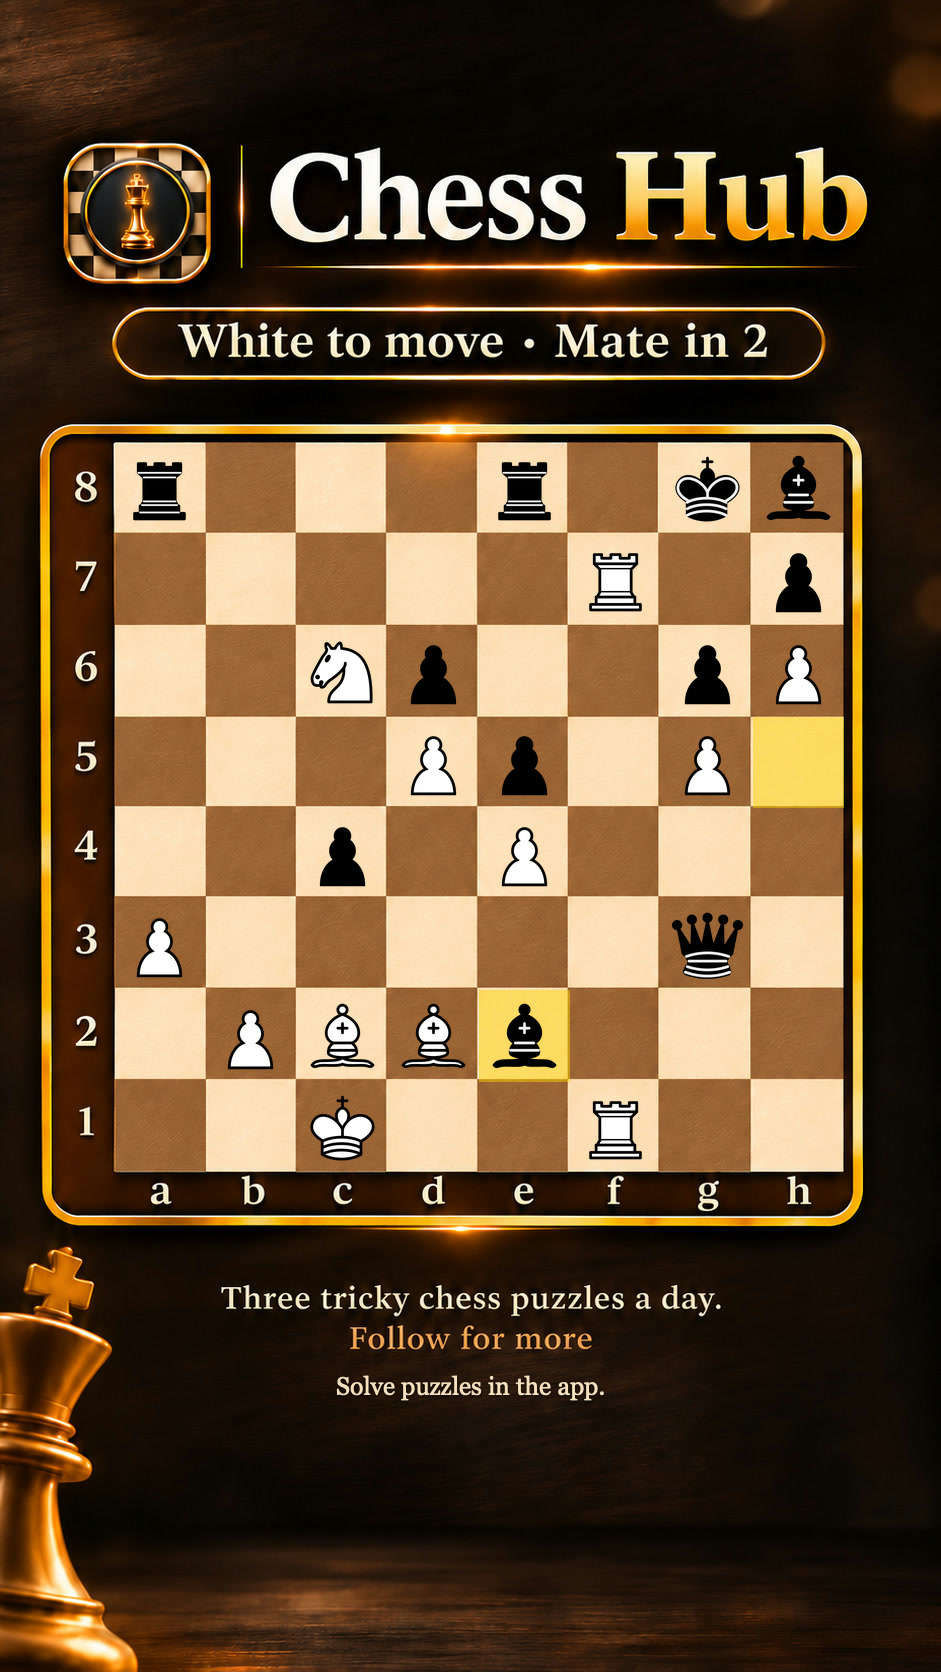 Chess Hub
White to move • Mate in 2
8
7
6
5
4
3
2
1
a b c d e f g h
Three tricky chess puzzles a day.
Follow for more
Solve puzzles in the app.